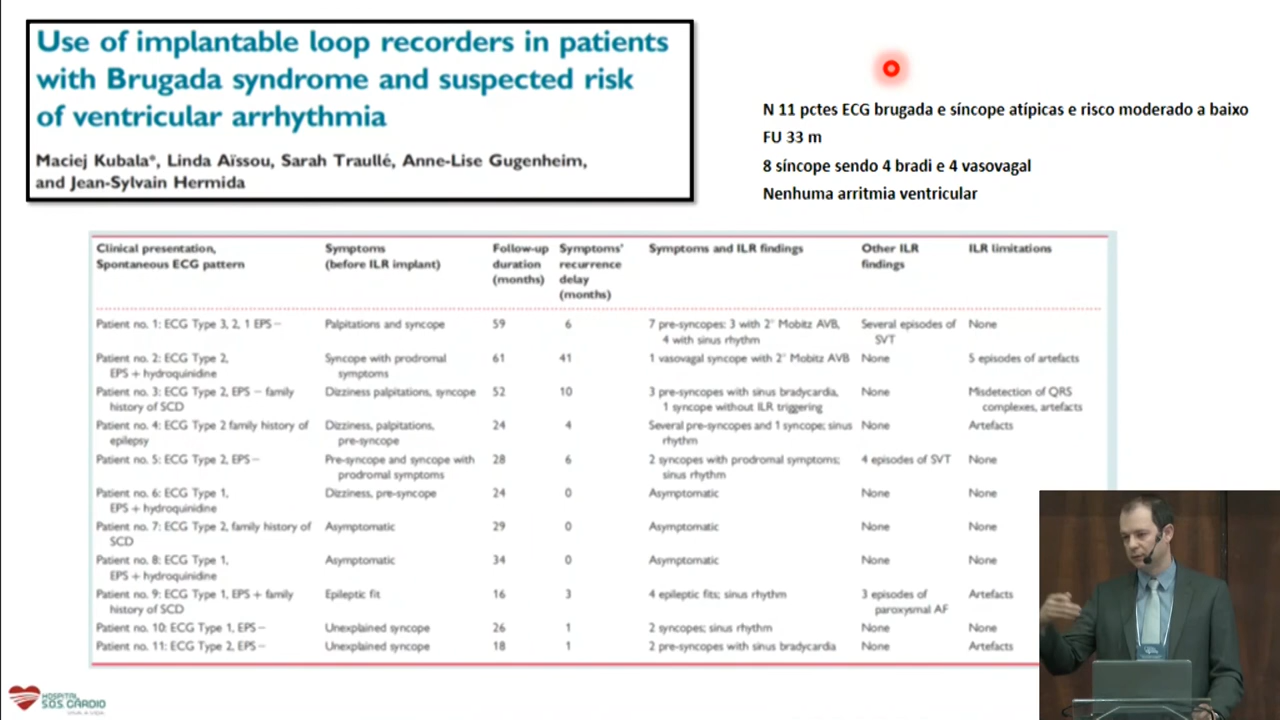 Use of implantable loop recorders in patients
with Brugada syndrome and suspected risk
of ventricular arrhythmia
Maciej Kubala*, Linda Aïssou, Sarah Traullé, Anne-Lise Gugenheim,
and Jean-Sylvain Hermida
N 11 pctes ECG brugada e síncope atípicas e risco moderado a baixo
FU 33 m
8 síncope sendo 4 bradi e 4 vasovagal
Nenhuma arritmia ventricular
Clinical presentation, Symptoms Follow-up Symptoms' Symptoms and ILR findings Other ILR ILR limitations
Spontaneous ECG pattern (before ILR implant) duration recurrence findings
(months) delay
(months)
Patient no. 1: ECG Type 3, 2, 1 EPS− Palpitations and syncope 59 6 7 pre-syncopes: 3 with 2° Mobitz AVB, Several episodes of None
4 with sinus rhythm SVT
Patient no. 2: ECG Type 2, Syncope with prodromal 61 41 1 vasovagal syncope with 2° Mobitz AVB None 5 episodes of artefacts
EPS + hydroquinidine symptoms
Patient no. 3: ECG Type 2, EPS − family Dizziness palpitations, syncope 52 10 3 pre-syncopes with sinus bradycardia, None Misdetection of QRS
history of SCD 1 syncope without ILR triggering complexes, artefacts
Patient no. 4: ECG Type 2 family history of Dizziness, palpitations, 24 4 Several pre-syncopes and 1 syncope; sinus None Artefacts
epilepsy pre-syncope rhythm
Patient no. 5: ECG Type 2, EPS− Pre-syncope and syncope with 28 6 2 syncopes with prodromal symptoms; 4 episodes of SVT None
prodromal symptoms sinus rhythm
Patient no. 6: ECG Type 1, Dizziness, pre-syncope 24 0 Asymptomatic None None
EPS + hydroquinidine
Patient no. 7: ECG Type 2, family history of Asymptomatic 29 0 Asymptomatic None None
SCD
Patient no. 8: ECG Type 1, Asymptomatic 34 0 Asymptomatic None None
EPS + hydroquinidine
Patient no. 9: ECG Type 1, EPS + family Epileptic fit 16 3 4 epileptic fits; sinus rhythm 3 episodes of Artefacts
history of SCD paroxysmal AF
Patient no. 10: ECG Type 1, EPS− Unexplained syncope 26 1 2 syncopes; sinus rhythm None None
Patient no. 11: ECG Type 2, EPS− Unexplained syncope 18 1 2 pre-syncopes with sinus bradycardia None Artefacts
HOSPITAL
S.O.S. CARDIO